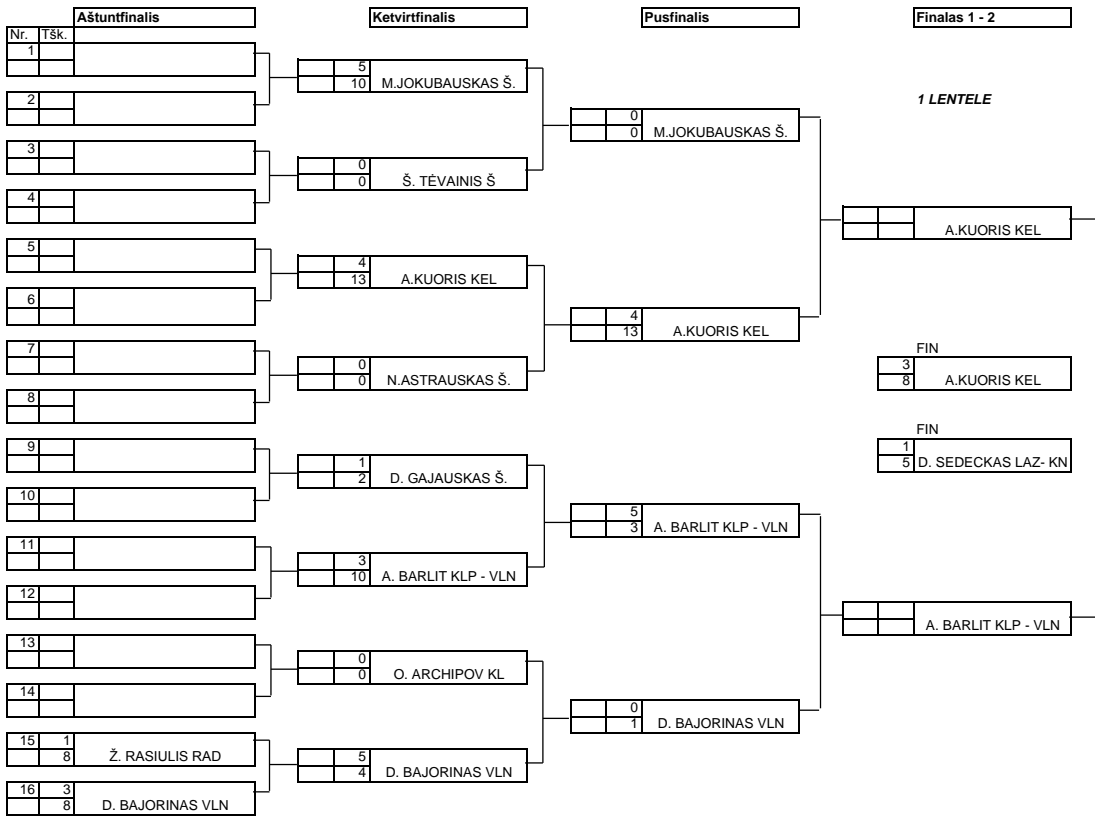 Aštuntfinalis Ketvirtfinalis Pusfinalis Finalas 1 - 2
Nr. Tšk.
1
5
10 M.JOKUBAUSKAS Š.
2
1 LENTELE
0
0 M.JOKUBAUSKAS Š.
3
0
0 Š. TĖVAINIS Š
4
A.KUORIS KEL
5
4
13 A.KUORIS KEL
6
4
13 A.KUORIS KEL
7
FIN
0
0 N.ASTRAUSKAS Š.
3
8 A.KUORIS KEL
8
FIN
9
1
5 D. SEDECKAS LAZ- KN
1
2 D. GAJAUSKAS Š.
10
5
3 A. BARLIT KLP - VLN
11
3
10 A. BARLIT KLP - VLN
12
A. BARLIT KLP - VLN
13
0
0 O. ARCHIPOV KL
14
0
1 D. BAJORINAS VLN
15 1
8 Ž. RASIULIS RAD
5
4 D. BAJORINAS VLN
16 3
8 D. BAJORINAS VLN